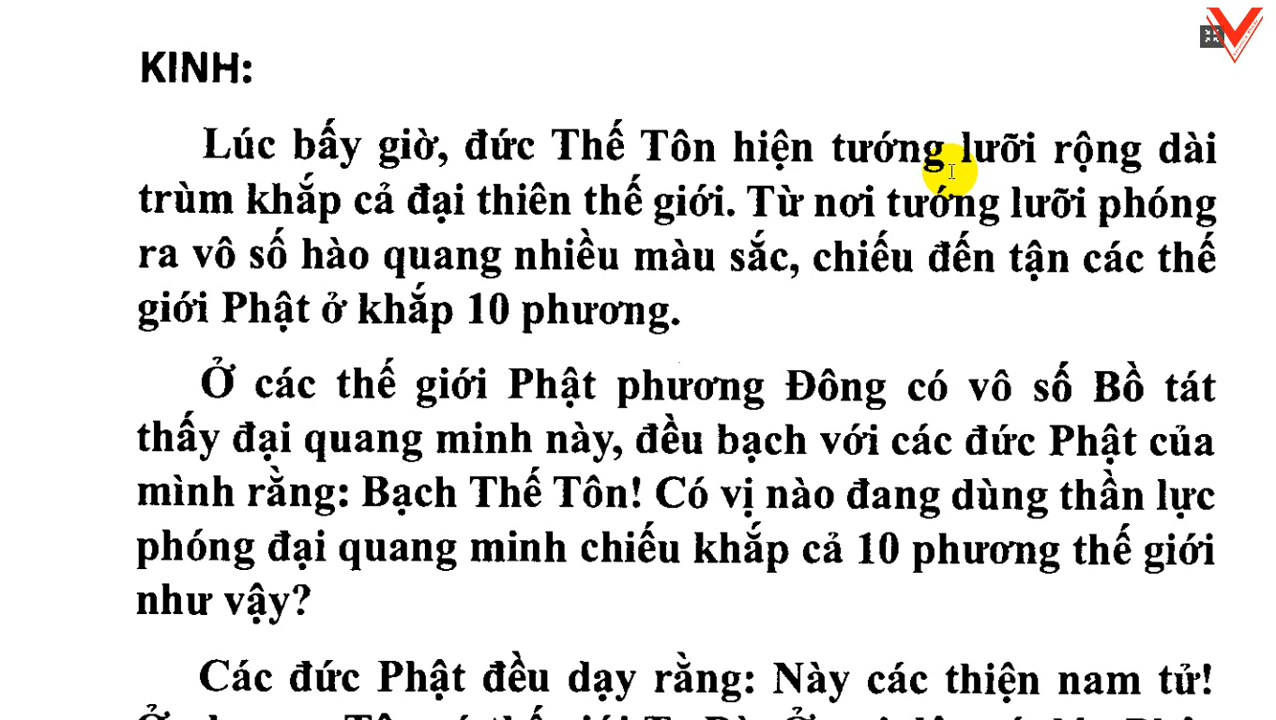 KINH:
Lúc bấy giờ, đức Thế Tôn hiện tướng lưỡi rộng dài
trùm khắp cả đại thiên thế giới. Từ nơi tướng lưỡi phóng
ra vô số hào quang nhiều màu sắc, chiếu đến tận các thế
giới Phật ở khắp 10 phương.
Ở các thế giới Phật phương Đông có vô số Bồ tát
thấy đại quang minh này, đều bạch với các đức Phật của
mình rằng: Bạch Thế Tôn! Có vị nào đang dùng thần lực
phóng đại quang minh chiếu khắp cả 10 phương thế giới
như vậy?
Các đức Phật đều dạy rằng: Này các thiện nam tử!